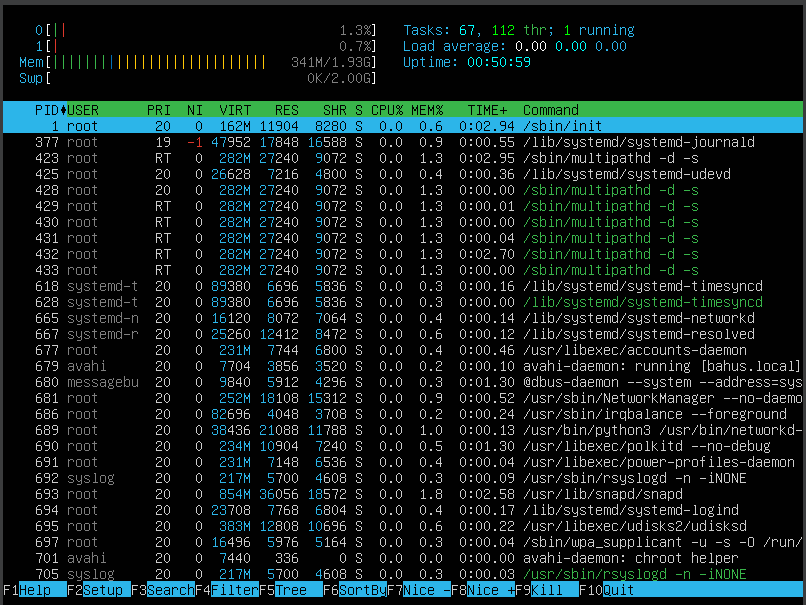 0[|| 1.3%] Tasks: 67, 112 thr; 1 running
1[| 0.7%] Load average: 0.00 0.00 0.00
Mem[||||||||||||||||||||||||||| 341M/1.93G] Uptime: 00:50:59
Swp[ 0K/2.00G]
PID♦USER PRI NI VIRT RES SHR S CPU% MEM% TIME+ Command
1 root 20 0 162M 11904 8280 S 0.0 0.6 0:02.94 /sbin/init
377 root 19 -1 47952 17848 16588 S 0.0 0.9 0:00.55 /lib/systemd/systemd-journald
423 root RT 0 282M 27240 9072 S 0.0 1.3 0:02.95 /sbin/multipathd -d -s
425 root 20 0 26628 7216 4800 S 0.0 0.4 0:00.36 /lib/systemd/systemd-udevd
428 root 20 0 282M 27240 9072 S 0.0 1.3 0:00.00 /sbin/multipathd -d -s
429 root RT 0 282M 27240 9072 S 0.0 1.3 0:00.01 /sbin/multipathd -d -s
430 root RT 0 282M 27240 9072 S 0.0 1.3 0:00.00 /sbin/multipathd -d -s
431 root RT 0 282M 27240 9072 S 0.0 1.3 0:00.04 /sbin/multipathd -d -s
432 root RT 0 282M 27240 9072 S 0.0 1.3 0:02.70 /sbin/multipathd -d -s
433 root RT 0 282M 27240 9072 S 0.0 1.3 0:00.00 /sbin/multipathd -d -s
618 systemd-t 20 0 89380 6696 5836 S 0.0 0.3 0:00.16 /lib/systemd/systemd-timesyncd
628 systemd-t 20 0 89380 6696 5836 S 0.0 0.3 0:00.00 /lib/systemd/systemd-timesyncd
665 systemd-n 20 0 16120 8072 7064 S 0.0 0.4 0:00.14 /lib/systemd/systemd-networkd
667 systemd-r 20 0 25260 12412 8472 S 0.0 0.6 0:00.12 /lib/systemd/systemd-resolved
677 root 20 0 231M 7744 6800 S 0.0 0.4 0:00.46 /usr/libexec/accounts-daemon
679 avahi 20 0 7704 3856 3520 S 0.0 0.2 0:00.10 avahi-daemon: running [bahus.local]
680 messagebu 20 0 9840 5912 4296 S 0.0 0.3 0:01.30 @dbus-daemon --system --address=sys
681 root 20 0 252M 18108 15312 S 0.0 0.9 0:00.52 /usr/sbin/NetworkManager --no-daemo
686 root 20 0 82696 4048 3708 S 0.0 0.2 0:00.24 /usr/sbin/irqbalance --foreground
689 root 20 0 38436 21088 11788 S 0.0 1.0 0:00.13 /usr/bin/python3 /usr/bin/networkd-
690 root 20 0 234M 10904 7240 S 0.0 0.5 0:01.30 /usr/libexec/polkitd --no-debug
691 root 20 0 231M 7148 6536 S 0.0 0.4 0:00.04 /usr/libexec/power-profiles-daemon
692 syslog 20 0 217M 5700 4608 S 0.0 0.3 0:00.09 /usr/sbin/rsyslogd -n -iNONE
693 root 20 0 854M 36056 18572 S 0.0 1.8 0:02.58 /usr/lib/snapd/snapd
694 root 20 0 23708 7768 6804 S 0.0 0.4 0:00.17 /lib/systemd/systemd-logind
695 root 20 0 383M 12808 10696 S 0.0 0.6 0:00.22 /usr/libexec/udisks2/udisksd
697 root 20 0 16496 5976 5164 S 0.0 0.3 0:00.04 /sbin/wpa_supplicant -u -s -O /run/
701 avahi 20 0 7440 336 0 S 0.0 0.0 0:00.00 avahi-daemon: chroot helper
705 syslog 20 0 217M 5700 4608 S 0.0 0.3 0:00.03 /usr/sbin/rsyslogd -n -iNONE
F1Help F2Setup F3SearchF4FilterF5Tree F6SortByF7Nice -F8Nice +F9Kill F10Quit